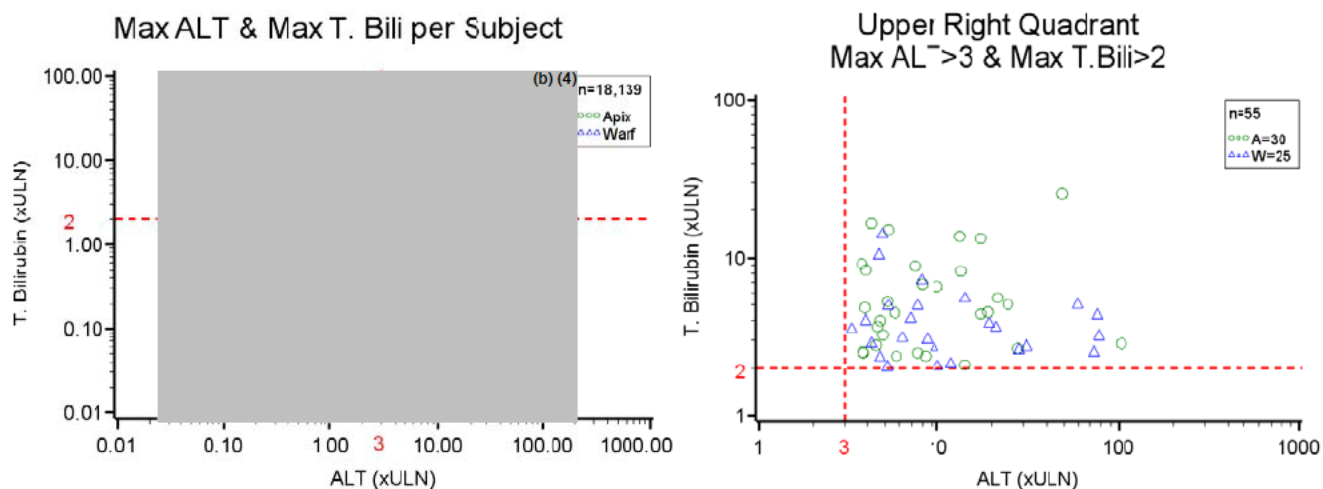 Max ALT & Max T. Bili per Subject
100.00
10.00
1.00
0.10
0.01
2
T. Bilirubin (xULN)
(b) (4)
n=18,139
Apix
Warf
0.01
0.10
1 00
3
10.00
100.00
1000.0
ALT (xULN)
Upper Right Quadrant
Max AL¯>3 & Max T.Bili>2
100
10
2
1
T. Bilirubin (xULN)
n=55
A=30
W=25
1
3
0
100
1000
ALT (xULN)